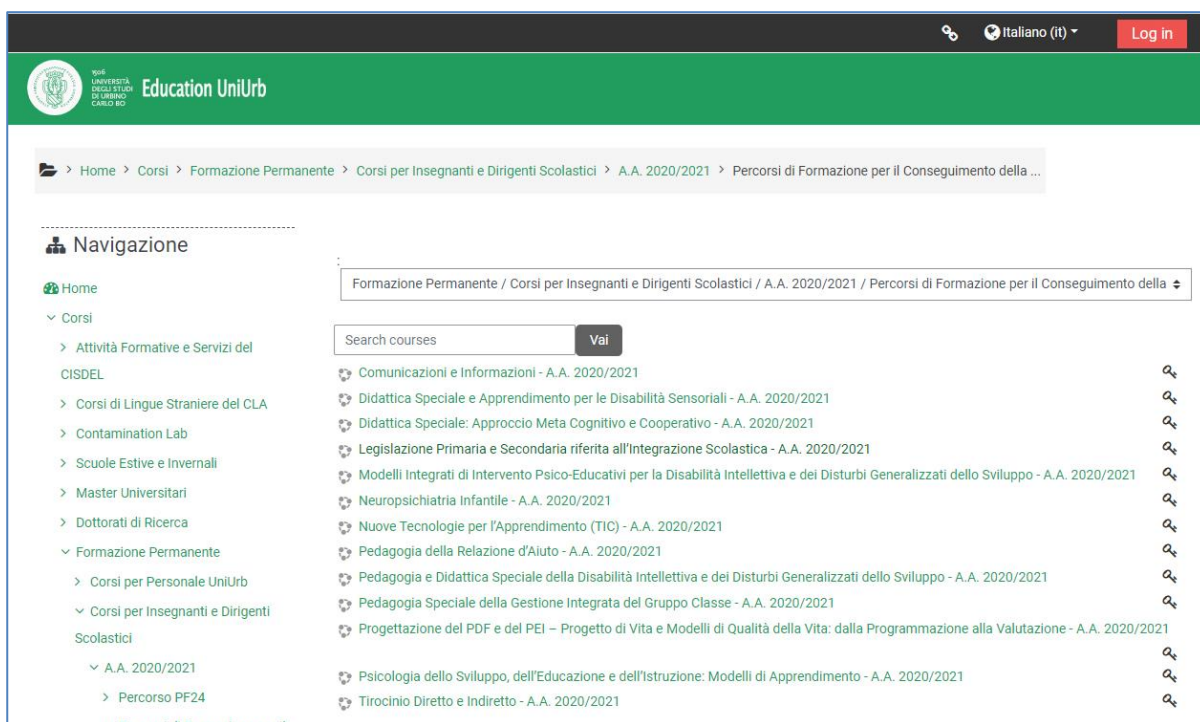 Italiano (it)
Log in
1506
UNIVERSITÀ
DEGLI STUDI
DI URBINO
CARLO BO
Education UniUrb
> Home > Corsi > Formazione Permanente > Corsi per Insegnanti e Dirigenti Scolastici > A.A. 2020/2021 > Percorsi di Formazione per il Conseguimento della ...
Navigazione
Home
Corsi
> Attività Formative e Servizi del
CISDEL
> Corsi di Lingue Straniere del CLA
> Contamination Lab
> Scuole Estive e Invernali
> Master Universitari
> Dottorati di Ricerca
Formazione Permanente
> Corsi per Personale UniUrb
Corsi per Insegnanti e Dirigenti
Scolastici
A.A. 2020/2021
> Percorso PF24
:
Formazione Permanente / Corsi per Insegnanti e Dirigenti Scolastici / A.A. 2020/2021 / Percorsi di Formazione per il Conseguimento della
Search courses
Vai
Comunicazioni e Informazioni - A.A. 2020/2021
Didattica Speciale e Apprendimento per le Disabilità Sensoriali - A.A. 2020/2021
Didattica Speciale: Approccio Meta Cognitivo e Cooperativo - A.A. 2020/2021
Legislazione Primaria e Secondaria riferita all'Integrazione Scolastica - A.A. 2020/2021
Modelli Integrati di Intervento Psico-Educativi per la Disabilità Intellettiva e dei Disturbi Generalizzati dello Sviluppo - A.A. 2020/2021
Neuropsichiatria Infantile - A.A. 2020/2021
Nuove Tecnologie per l'Apprendimento (TIC) - A.A. 2020/2021
Pedagogia della Relazione d'Aiuto - A.A. 2020/2021
Pedagogia e Didattica Speciale della Disabilità Intellettiva e dei Disturbi Generalizzati dello Sviluppo - A.A. 2020/2021
Pedagogia Speciale della Gestione Integrata del Gruppo Classe - A.A. 2020/2021
Progettazione del PDF e del PEI – Progetto di Vita e Modelli di Qualità della Vita: dalla Programmazione alla Valutazione - A.A. 2020/2021
Psicologia dello Sviluppo, dell'Educazione e dell'Istruzione: Modelli di Apprendimento - A.A. 2020/2021
Tirocinio Diretto e Indiretto - A.A. 2020/2021